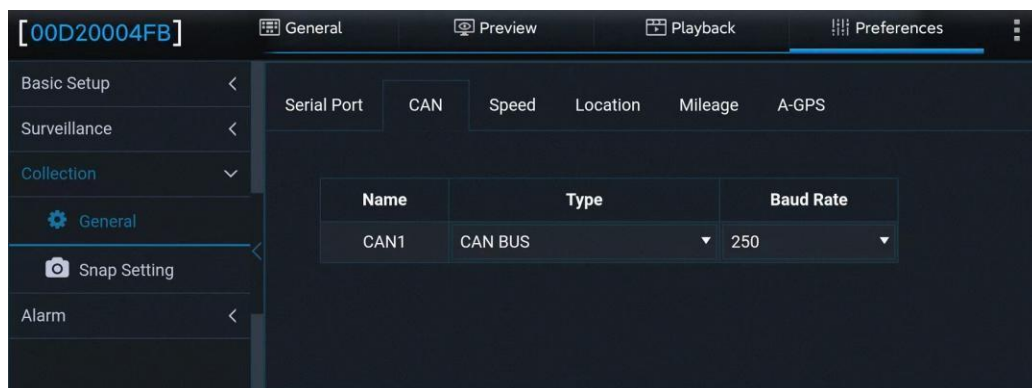 [00D20004FB]
General
Preview
Playback
Preferences
Basic Setup
Surveillance
Collection
General
Snap Setting
Alarm
Serial Port CAN Speed Location Mileage A-GPS
Name Type Baud Rate
CAN1 CAN BUS 250